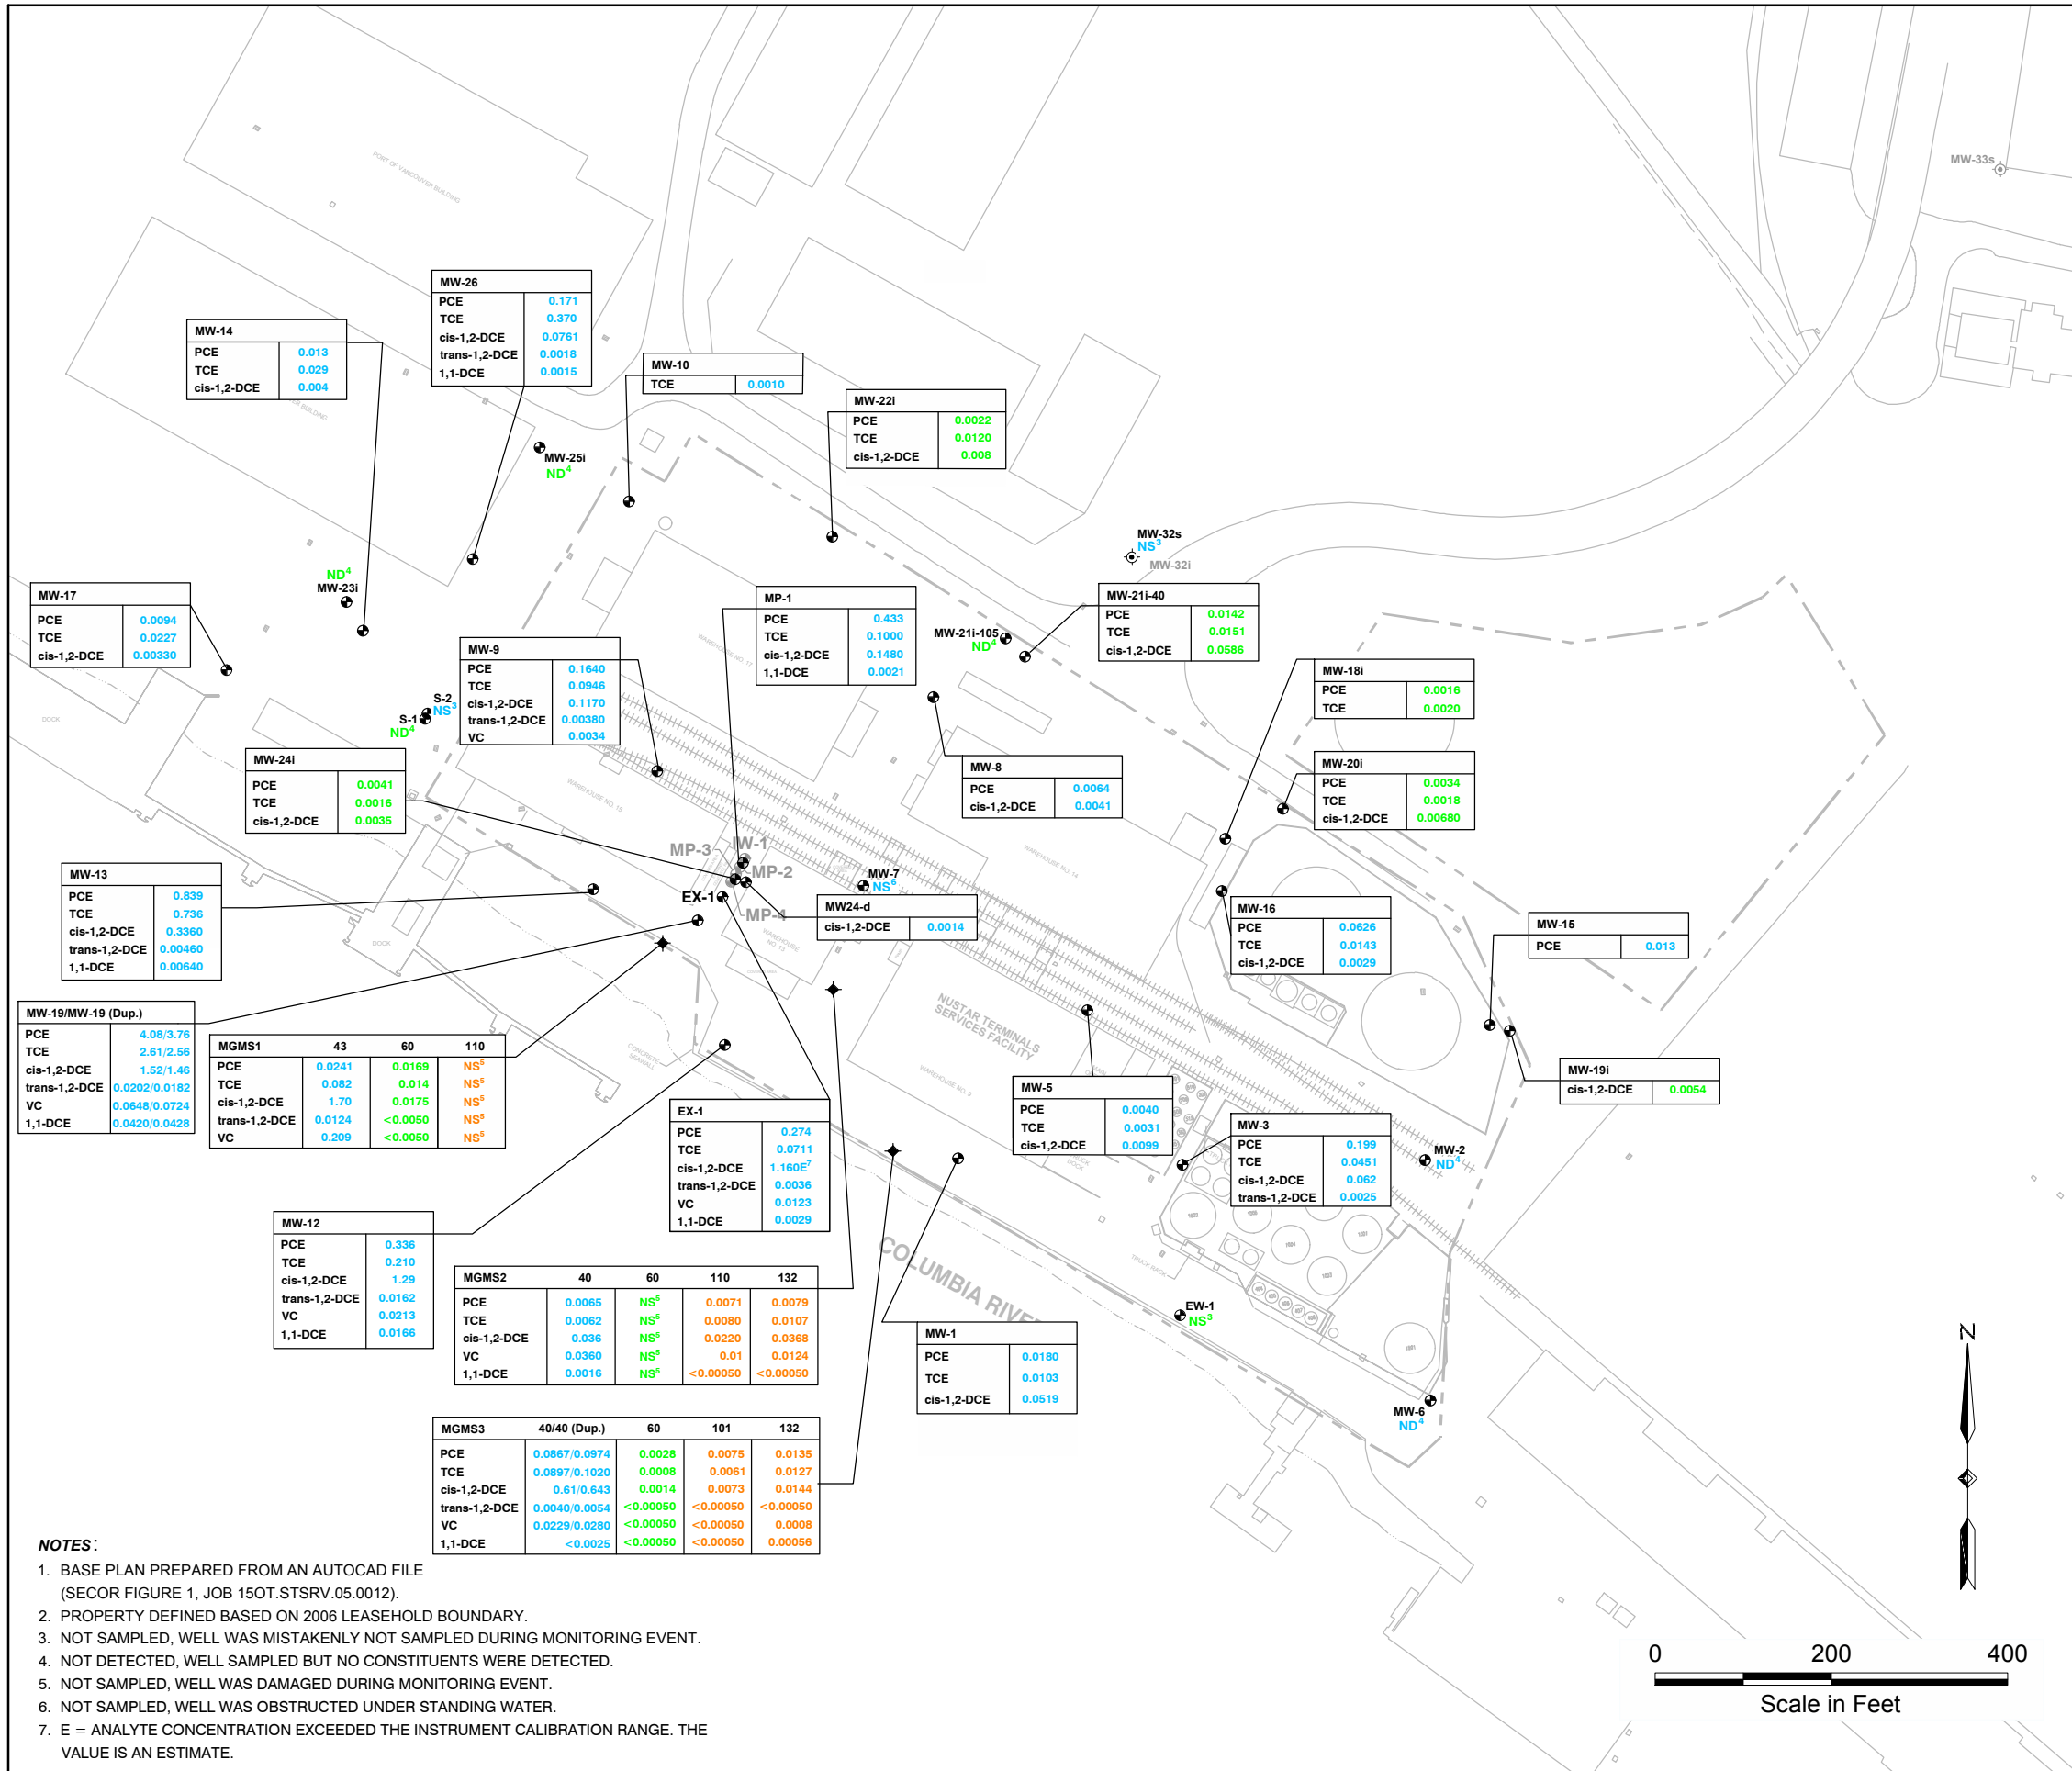 PORT OF VANCOUVER BUILDING
MW-33s
MW-26
PCE 0.171
TCE 0.370
cis-1,2-DCE 0.0761
trans-1,2-DCE 0.0018
1,1-DCE 0.0015
MW-14
PCE 0.013
TCE 0.029
cis-1,2-DCE 0.004
BUILDING
MW-10
TCE 0.0010
MW-22i
PCE 0.0022
TCE 0.0120
cis-1,2-DCE 0.008
MW-25i
ND4
MW-32s
NS3
MW-32i
ND4
MW-23i
MW-17
PCE 0.0094
TCE 0.0227
cis-1,2-DCE 0.00330
MP-1
PCE 0.433
TCE 0.1000
cis-1,2-DCE 0.1480
1,1-DCE 0.0021
MW-21i-40
PCE 0.0142
TCE 0.0151
cis-1,2-DCE 0.0586
MW-21i-105
ND4
WAREHOUSE NO. 17
MW-9
PCE 0.1640
TCE 0.0946
cis-1,2-DCE 0.1170
trans-1,2-DCE 0.00380
VC 0.0034
MW-18i
PCE 0.0016
TCE 0.0020
DOCK
S-2
NS3
S-1
ND4
MW-24i
PCE 0.0041
TCE 0.0016
cis-1,2-DCE 0.0035
WAREHOUSE NO. 15
MW-8
PCE 0.0064
cis-1,2-DCE 0.0041
MW-20i
PCE 0.0034
TCE 0.0018
cis-1,2-DCE 0.00680
IW-1
MP-3
MP-2
WAREHOUSE NO. 14
MW-13
PCE 0.839
TCE 0.736
cis-1,2-DCE 0.3360
trans-1,2-DCE 0.00460
1,1-DCE 0.00640
MW-7
NS6
EX-1
MP-4
MW24-d
cis-1,2-DCE 0.0014
WAREHOUSE
NO. 12
DOCK
MW-16
PCE 0.0626
TCE 0.0143
cis-1,2-DCE 0.0029
MW-15
PCE 0.013
NUSTAR TERMINALS
SERVICES FACILITY
MW-19/MW-19 (Dup.)
PCE 4.08/3.76
TCE 2.61/2.56
cis-1,2-DCE 1.52/1.46
trans-1,2-DCE 0.0202/0.0182
VC 0.0648/0.0724
1,1-DCE 0.0420/0.0428
MGMS1 43 60 110
PCE 0.0241 0.0169 NS5
TCE 0.082 0.014 NS5
cis-1,2-DCE 1.70 0.0175 NS5
trans-1,2-DCE 0.0124 <0.0050 NS5
VC 0.209 <0.0050 NS5
CONCRETE
SEAWALL
WAREHOUSE NO. 9
MW-19i
cis-1,2-DCE 0.0054
MW-5
PCE 0.0040
TCE 0.0031
cis-1,2-DCE 0.0099
EX-1
PCE 0.274
TCE 0.0711
cis-1,2-DCE 1.160E7
trans-1,2-DCE 0.0036
VC 0.0123
1,1-DCE 0.0029
MW-3
PCE 0.199
TCE 0.0451
cis-1,2-DCE 0.062
trans-1,2-DCE 0.0025
MW-2
ND4
TRUCK
DOCK
MW-12
PCE 0.336
TCE 0.210
cis-1,2-DCE 1.29
trans-1,2-DCE 0.0162
VC 0.0213
1,1-DCE 0.0166
COLUMBIA RIVER
TRUCK RACK
MGMS2 40 60 110 132
PCE 0.0065 NS5 0.0071 0.0079
TCE 0.0062 NS5 0.0080 0.0107
cis-1,2-DCE 0.036 NS5 0.0220 0.0368
VC 0.0360 NS5 0.01 0.0124
1,1-DCE 0.0016 NS5 <0.00050 <0.00050
EW-1
NS3
MW-1
PCE 0.0180
TCE 0.0103
cis-1,2-DCE 0.0519
MW-6
ND4
N
MGMS3 40/40 (Dup.) 60 101 132
PCE 0.0867/0.0974 0.0028 0.0075 0.0135
TCE 0.0897/0.1020 0.0008 0.0061 0.0127
cis-1,2-DCE 0.61/0.643 0.0014 0.0073 0.0144
trans-1,2-DCE 0.0040/0.0054 <0.00050 <0.00050 <0.00050
VC 0.0229/0.0280 <0.00050 <0.00050 0.0008
1,1-DCE <0.0025 <0.00050 <0.00050 0.00056
NOTES:
1. BASE PLAN PREPARED FROM AN AUTOCAD FILE
(SECOR FIGURE 1, JOB 15OT.STSRV.05.0012).
2. PROPERTY DEFINED BASED ON 2006 LEASEHOLD BOUNDARY.
3. NOT SAMPLED, WELL WAS MISTAKENLY NOT SAMPLED DURING MONITORING EVENT.
4. NOT DETECTED, WELL SAMPLED BUT NO CONSTITUENTS WERE DETECTED.
5. NOT SAMPLED, WELL WAS DAMAGED DURING MONITORING EVENT.
6. NOT SAMPLED, WELL WAS OBSTRUCTED UNDER STANDING WATER.
7. E = ANALYTE CONCENTRATION EXCEEDED THE INSTRUMENT CALIBRATION RANGE. THE
VALUE IS AN ESTIMATE.
0 200 400
Scale in Feet